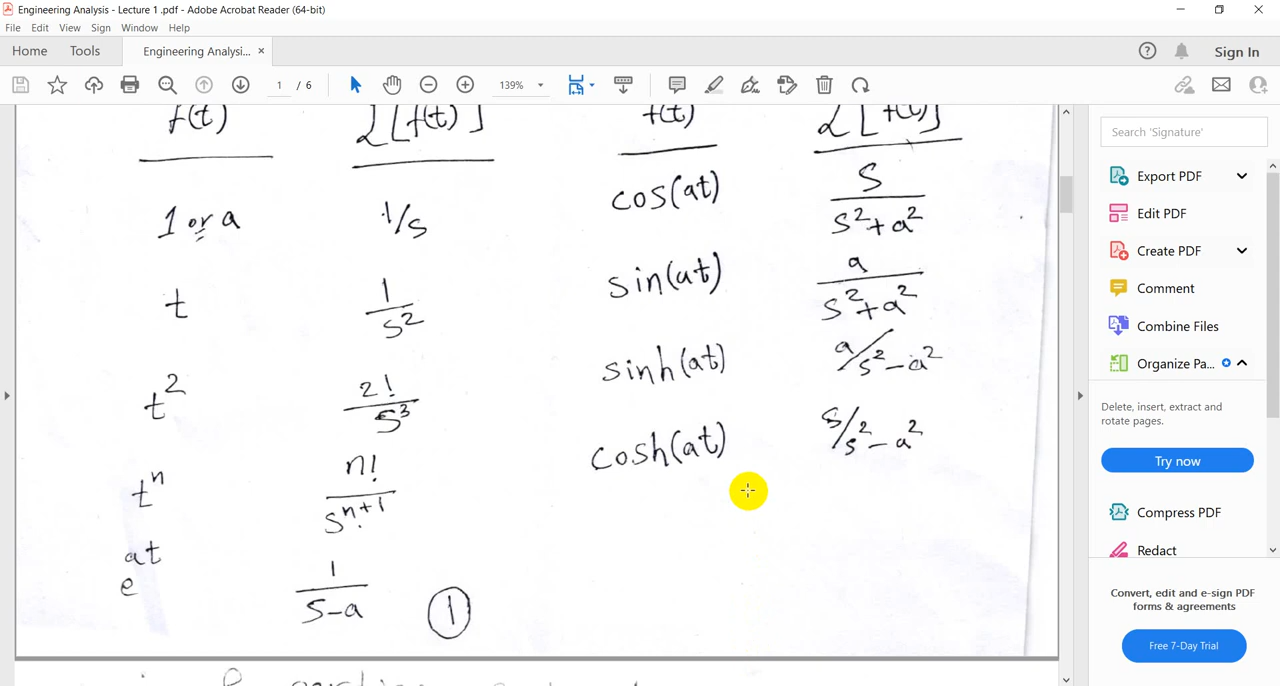 Engineering Analysis - Lecture 1 .pdf - Adobe Acrobat Reader (64-bit)
File Edit View Sign Window Help
Home Tools Engineering Analysi... × Sign In
1 / 6 139%
f(t) ℒ[f(t)] f(t) ℒ[f(t)]
1 or a 1/s cos(at) S/(s²+a²)
t 1/s² sin(at) a/(s²+a²)
t² 2!/s³ sinh(at) a/s²-a²
tⁿ n!/sⁿ⁺¹ cosh(at) s/s²-a²
e^at 1/(s-a) ①
Search 'Signature'
Export PDF
Edit PDF
Create PDF
Comment
Combine Files
Organize Pa...
Delete, insert, extract and
rotate pages.
Try now
Compress PDF
Redact
Convert, edit and e-sign PDF
forms & agreements
Free 7-Day Trial